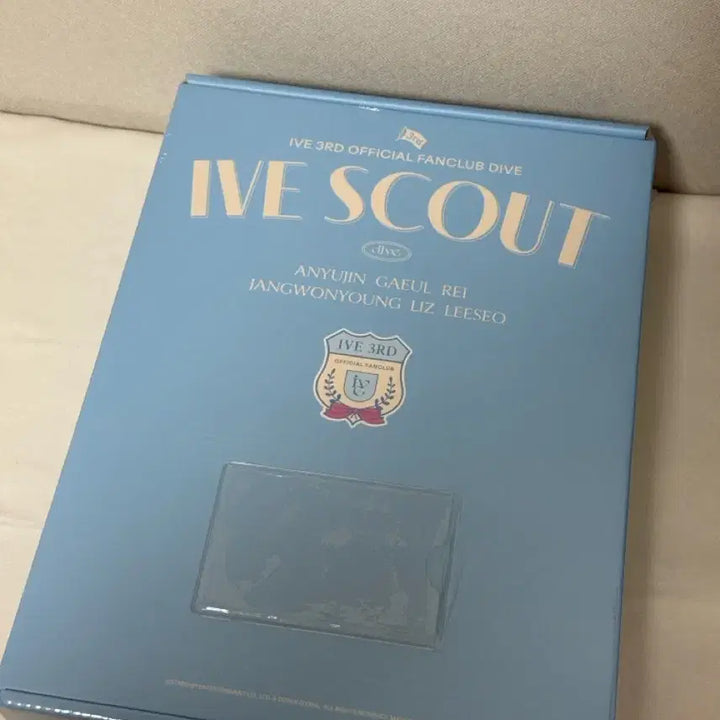 3rd
IVE 3RD OFFICIAL FANCLUB DIVE
IVE SCOUT
dive
ANYUJIN GAEUL REI
JANGWONYOUNG LIZ LEESEO
IVE 3RD
OFFICIAL FANCLUB
IVE